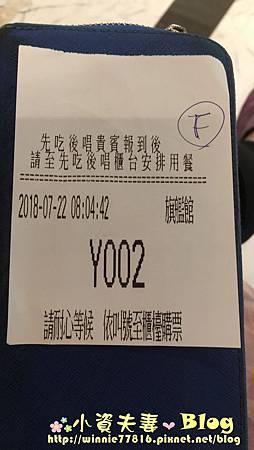 F
先吃後唱貴賓報到後
請至先吃後唱櫃台安排用餐
2018-07-22 08:04:42 旗艦館
Y002
請耐心等候 依叫號至櫃檯購票
小資夫妻❤Blog
http://winnie77816.pixnet.net/blog